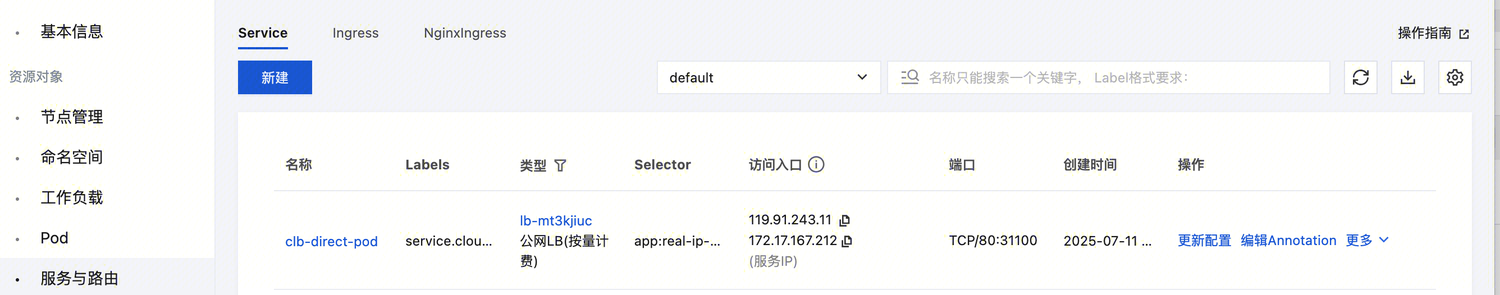 基本信息
资源对象
节点管理
命名空间
工作负载
Pod
服务与路由
Service Ingress NginxIngress 操作指南
新建 default 名称只能搜索一个关键字， Label格式要求：
名称 Labels 类型 Selector 访问入口 端口 创建时间 操作
clb-direct-pod service.clou... lb-mt3kjiuc 公网LB(按量计费) app:real-ip-... 119.91.243.11 172.17.167.212 (服务IP) TCP/80:31100 2025-07-11 ... 更新配置 编辑Annotation 更多